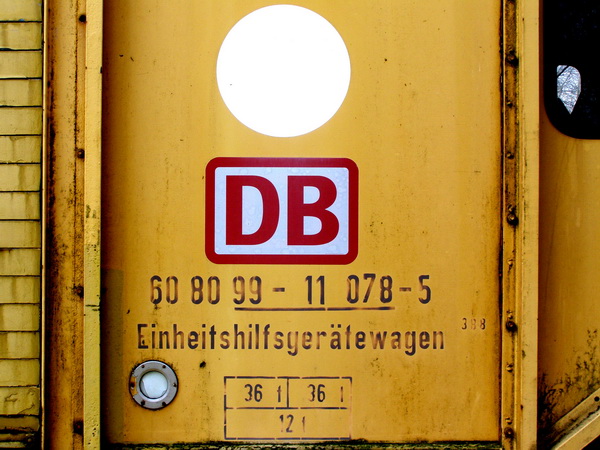 DB
60 80 99 - 11 078-5
Einheitshilfsgerätewagen
308
36 t 36 t
12 t